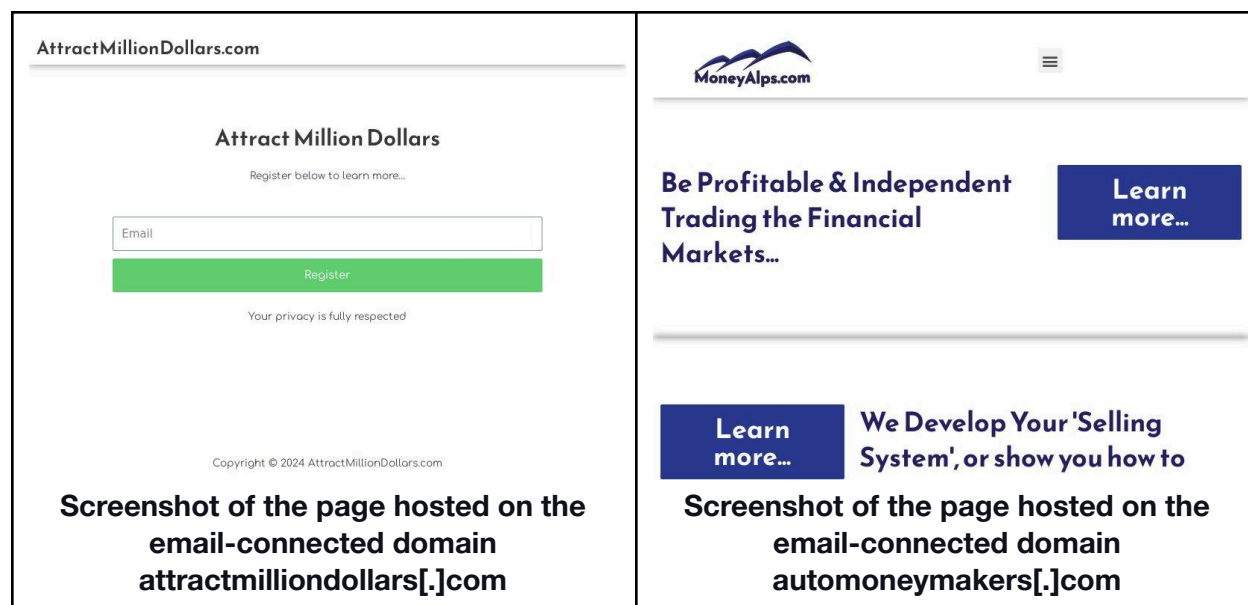 AttractMillionDollars.com
Attract Million Dollars
Register below to learn more...
Email
Register
Your privacy is fully respected
Copyright © 2024 AttractMillionDollars.com
Screenshot of the page hosted on the
email-connected domain
attractmilliondollars[.]com
MoneyAlps.com
Be Profitable & Independent
Trading the Financial
Markets...
Learn
more...
Learn
more...
We Develop Your 'Selling
System', or show you how to
Screenshot of the page hosted on the
email-connected domain
automoneymakers[.]com